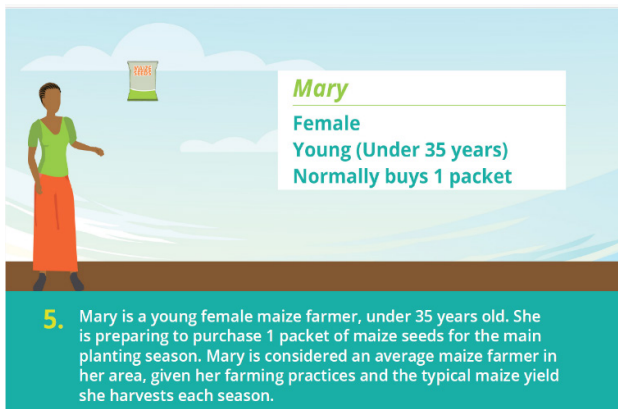 Mary
Female
Young (Under 35 years)
Normally buys 1 packet
5. Mary is a young female maize farmer, under 35 years old. She
is preparing to purchase 1 packet of maize seeds for the main
planting season. Mary is considered an average maize farmer in
her area, given her farming practices and the typical maize yield
she harvests each season.